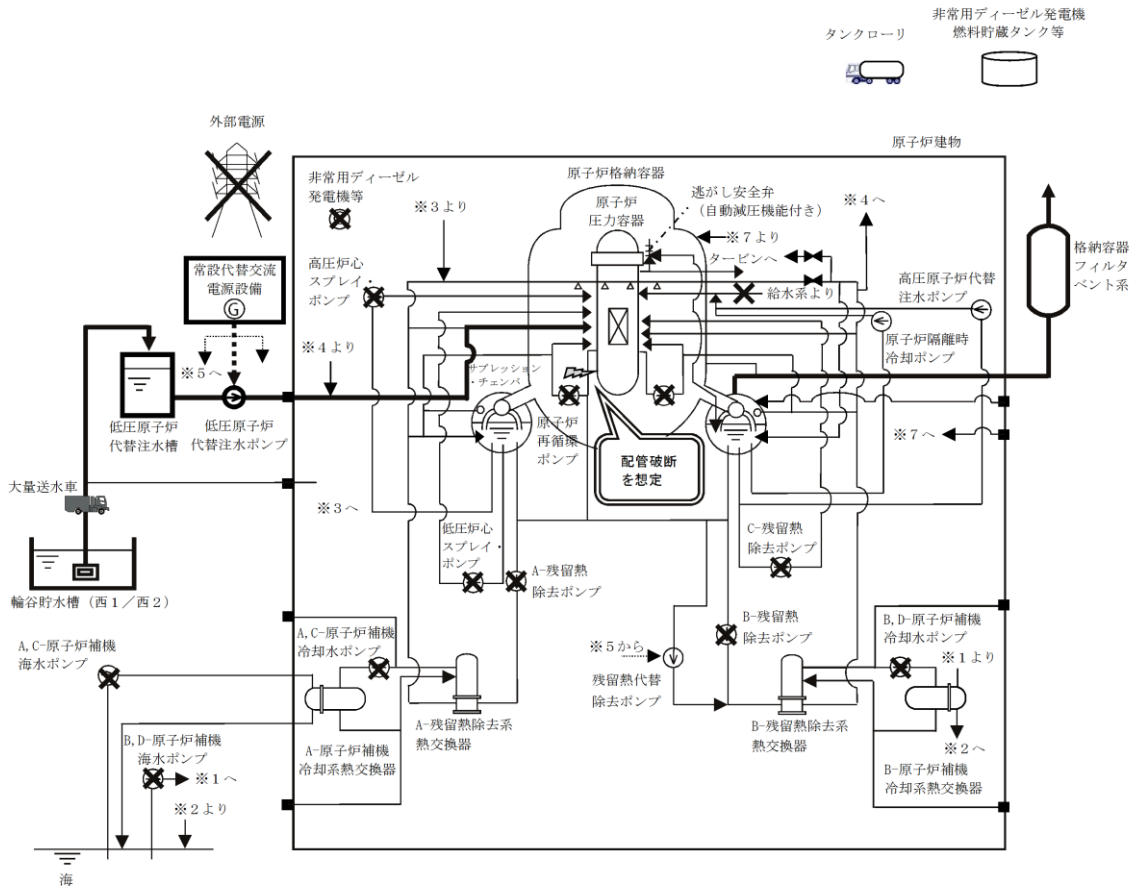 非常用ディーゼル発電機
燃料貯蔵タンク等
タンクローリ
外部電源
原子炉建物
非常用ディーゼル
発電機等
原子炉格納容器
原子炉
圧力容器
逃がし安全弁
（自動減圧機能付き）
※３より
※４へ
※７より
タービンへ
常設代替交流
電源設備
G
高圧炉心
スプレイ・
ポンプ
給水系より
高圧原子炉代替
注水ポンプ
格納容器
フィルタ
ベント系
原子炉隔離時
冷却ポンプ
※４より
※５へ
サプレッション
・チェンバ
低圧原子炉
代替注水槽
低圧原子炉
代替注水ポンプ
原子炉
再循環
ポンプ
配管破断
を想定
※７へ
大量送水車
※３へ
低圧炉心
スプレイ・
ポンプ
A-残留熱
除去ポンプ
C-残留熱
除去ポンプ
輪谷貯水槽（西１／西２）
A,C-原子炉補機
冷却水ポンプ
B-残留熱
除去ポンプ
B,D-原子炉補機
冷却水ポンプ
A,C-原子炉補機
海水ポンプ
※５から
※１より
残留熱代替
除去ポンプ
A-残留熱除去系
熱交換器
B-残留熱除去系
熱交換器
※２へ
B,D-原子炉補機
海水ポンプ
A-原子炉補機
冷却系熱交換器
B-原子炉補機
冷却系熱交換器
※１へ
※２より
海